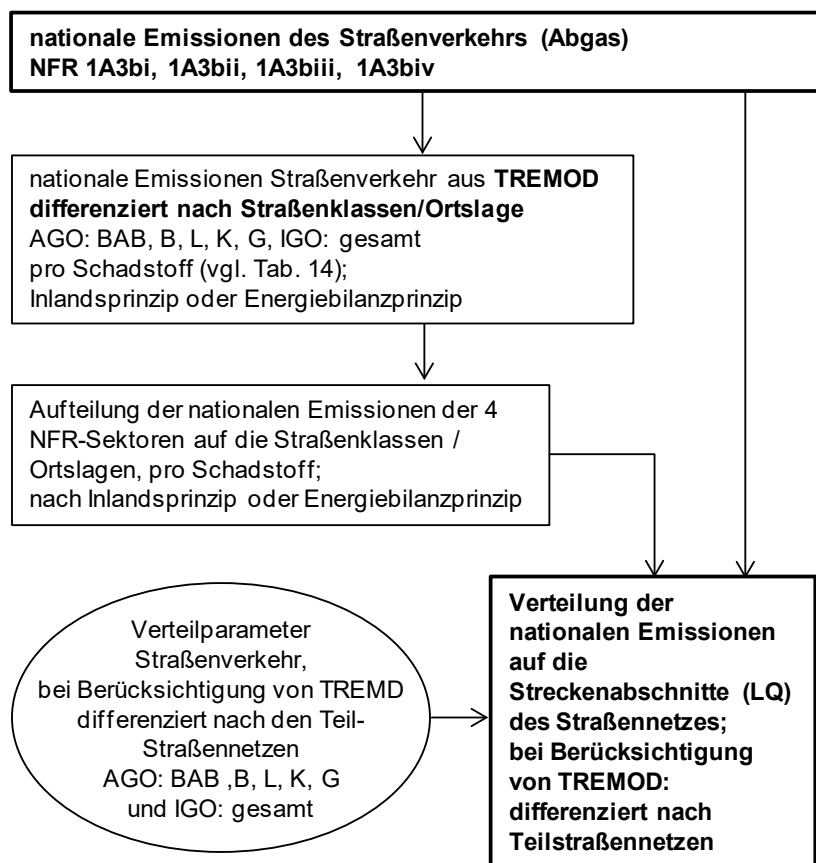 nationale Emissionen des Straßenverkehrs (Abgas)
NFR 1A3bi, 1A3bii, 1A3biii, 1A3biv
nationale Emissionen Straßenverkehr aus TREMOD
differenziert nach Straßenklassen/Ortslage
AGO: BAB, B, L, K, G, IGO: gesamt
pro Schadstoff (vgl. Tab. 14);
Inlandsprinzip oder Energiebilanzprinzip
Aufteilung der nationalen Emissionen der 4
NFR-Sektoren auf die Straßenklassen /
Ortslagen, pro Schadstoff;
nach Inlandsprinzip oder Energiebilanzprinzip
Verteilparameter
Straßenverkehr,
bei Berücksichtigung von TREMD
differenziert nach den Teil-
Straßennetzen
AGO: BAB ,B, L, K, G
und IGO: gesamt
Verteilung der
nationalen Emissionen
auf die
Streckenabschnitte (LQ)
des Straßennetzes;
bei Berücksichtigung
von TREMOD:
differenziert nach
Teilstraßennetzen